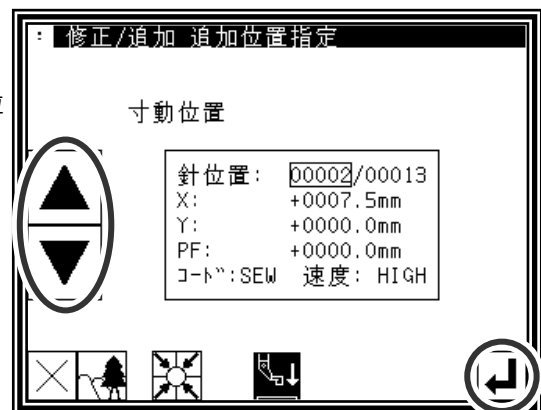 : 修正/追加 追加位置指定
寸動位置
針位置: 00002/00013
X: +0007.5mm
Y: +0000.0mm
PF: +0000.0mm
コード:SEW 速度: HIGH